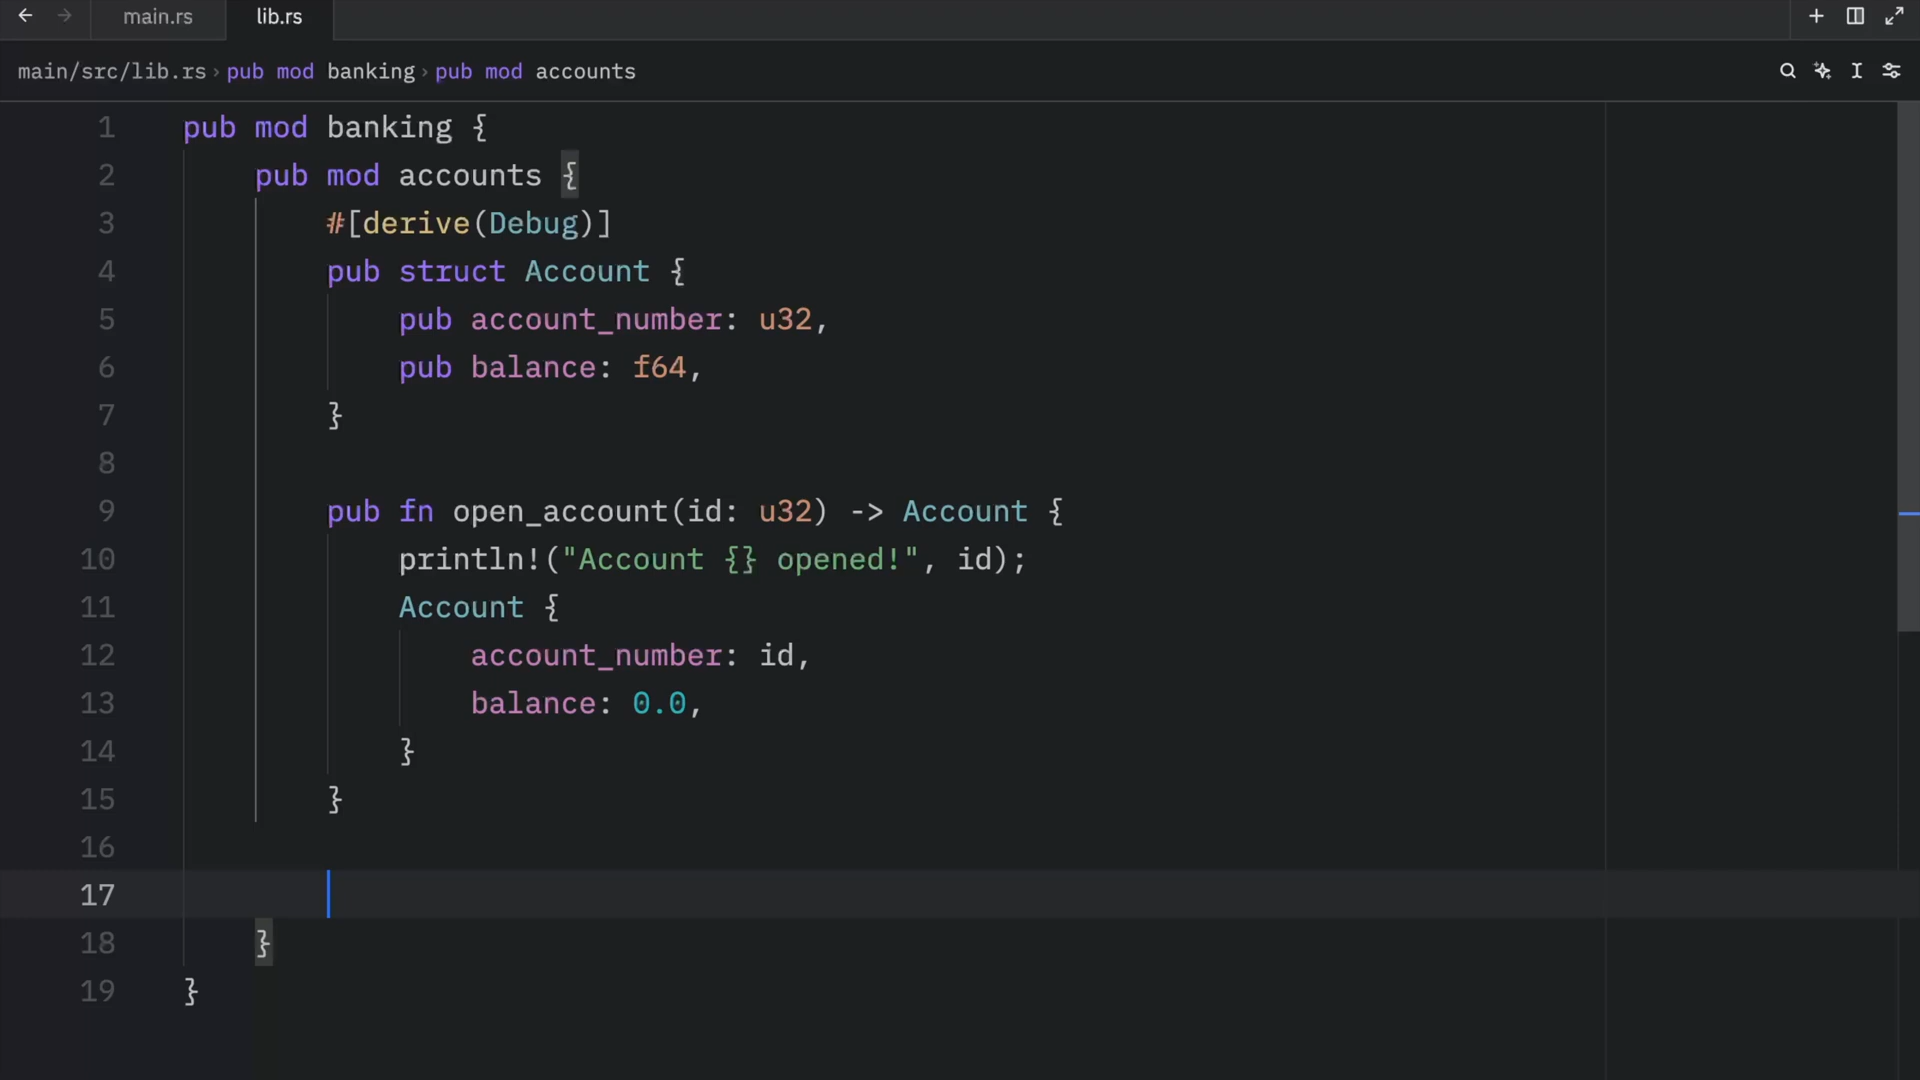 main.rs lib.rs
main/src/lib.rs › pub mod banking › pub mod accounts
1 pub mod banking {
2     pub mod accounts {
3         #[derive(Debug)]
4         pub struct Account {
5             pub account_number: u32,
6             pub balance: f64,
7         }
8
9         pub fn open_account(id: u32) -> Account {
10             println!("Account {} opened!", id);
11             Account {
12                 account_number: id,
13                 balance: 0.0,
14             }
15         }
16
17
18     }
19 }